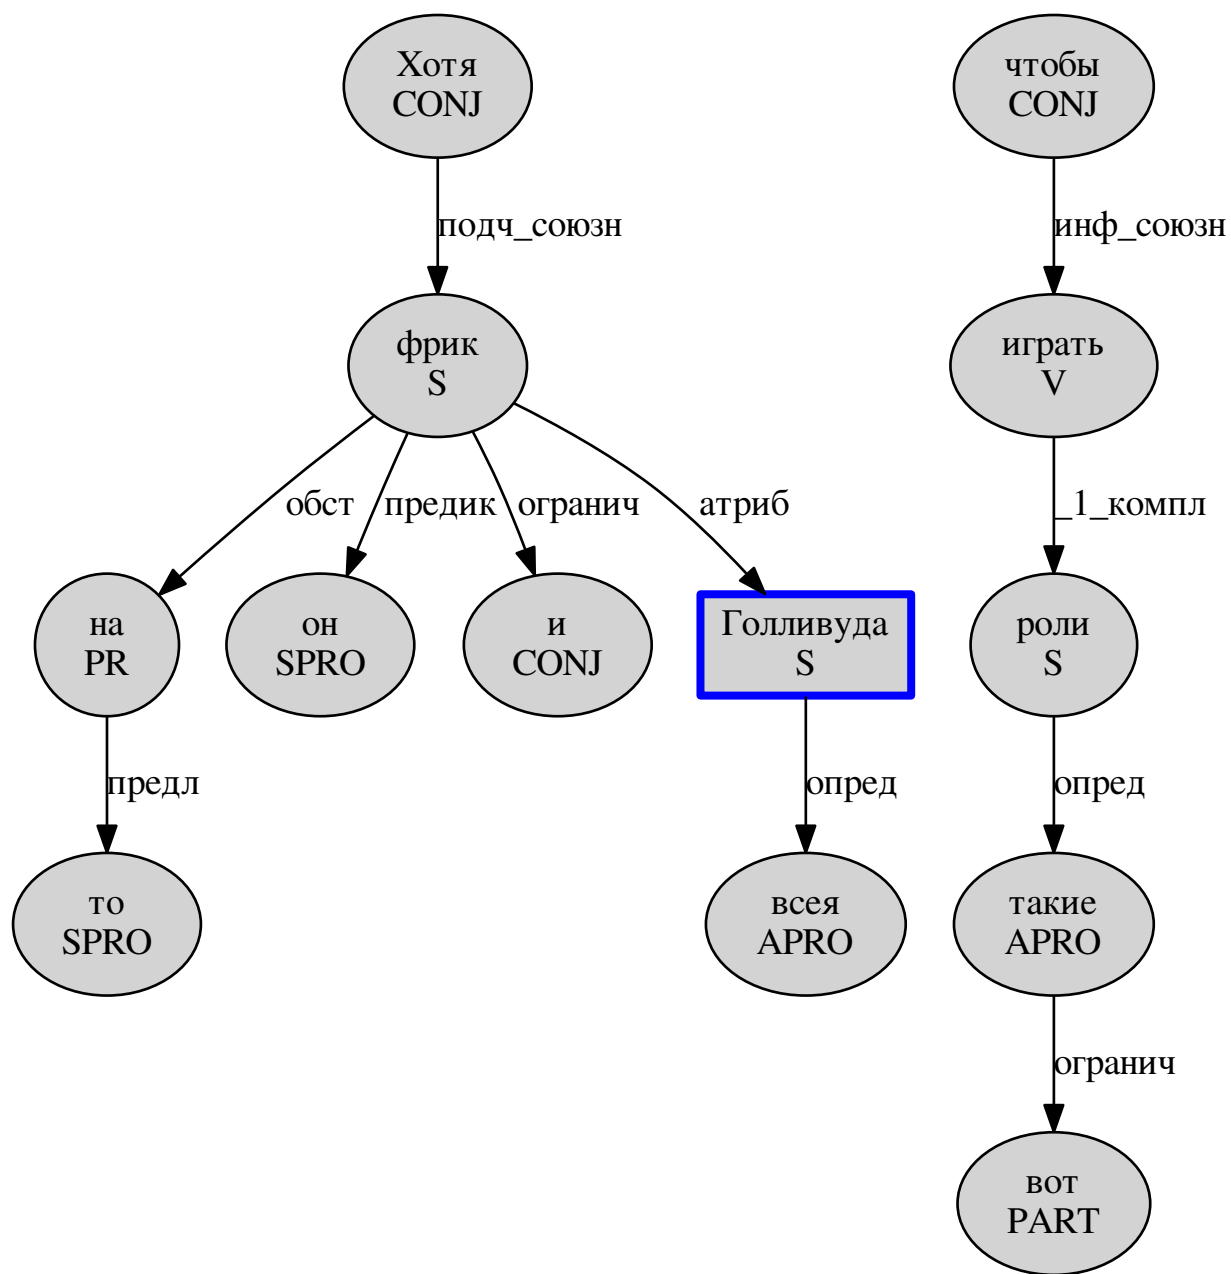 Хотя
CONJ
чтобы
CONJ
подч_союзн
инф_союзн
фрик
S
играть
V
обст
предик
огранич
атриб
_1_компл
на
PR
он
SPRO
и
CONJ
Голливуда
S
роли
S
предл
опред
опред
то
SPRO
всея
APRO
такие
APRO
огранич
вот
PART